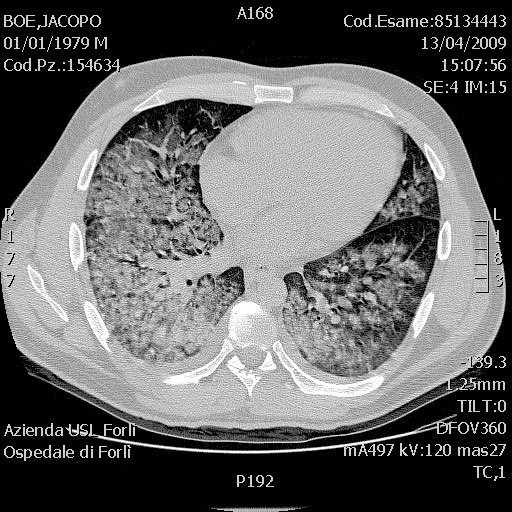 A168
BOE,JACOPO
01/01/1979 M
Cod.Pz.:154634
Cod.Esame:85134443
13/04/2009
15:07:56
SE:4 IM:15
R
1
7
7
L
1
8
3
-139.3
1.25mm
TILT:0
DFOV360
mA497 kV:120 mas27
TC,1
Azienda USL Forlì
Ospedale di Forlì
P192